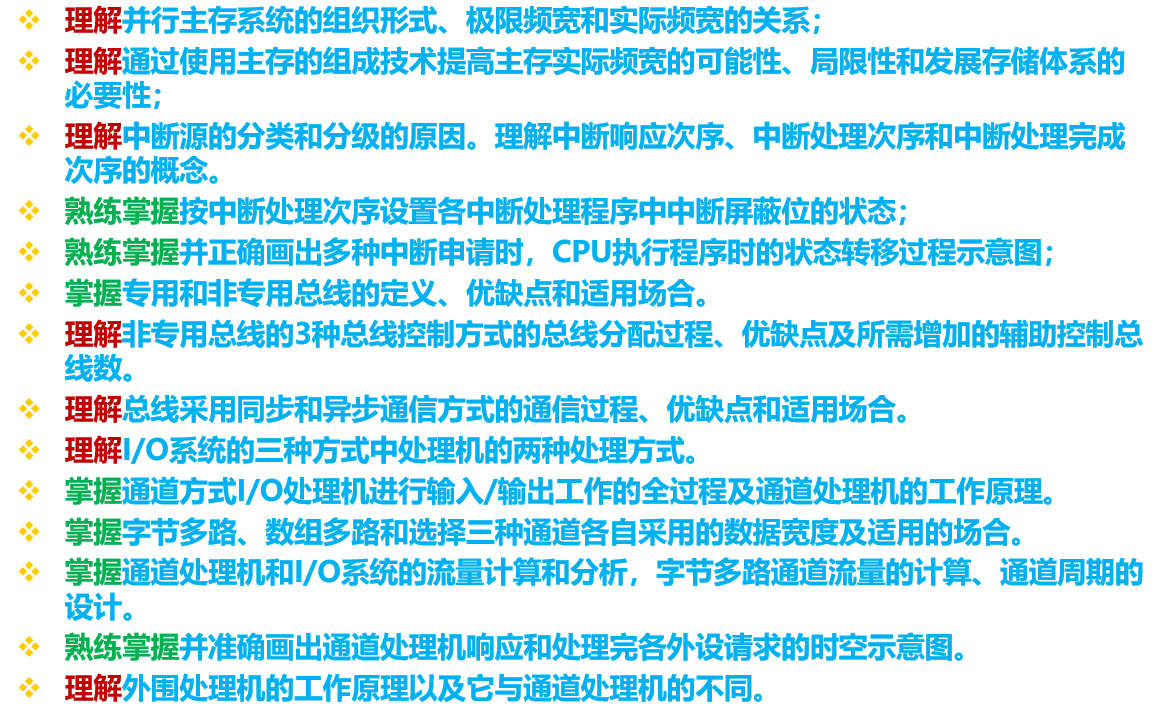 理解并行主存系统的组织形式、极限频宽和实际频宽的关系；
理解通过使用主存的组成技术提高主存实际频宽的可能性、局限性和发展存储体系的
必要性；
理解中断源的分类和分级的原因。理解中断响应次序、中断处理次序和中断处理完成
次序的概念。
熟练掌握按中断处理次序设置各中断处理程序中中断屏蔽位的状态；
熟练掌握并正确画出多种中断申请时，CPU执行程序时的状态转移过程示意图；
掌握专用和非专用总线的定义、优缺点和适用场合。
理解非专用总线的3种总线控制方式的总线分配过程、优缺点及所需增加的辅助控制总
线数。
理解总线采用同步和异步通信方式的通信过程、优缺点和适用场合。
理解I/O系统的三种方式中处理机的两种处理方式。
掌握通道方式I/O处理机进行输入/输出工作的全过程及通道处理机的工作原理。
掌握字节多路、数组多路和选择三种通道各自采用的数据宽度及适用的场合。
掌握通道处理机和I/O系统的流量计算和分析，字节多路通道流量的计算、通道周期的
设计。
熟练掌握并准确画出通道处理机响应和处理完各外设请求的时空示意图。
理解外围处理机的工作原理以及它与通道处理机的不同。